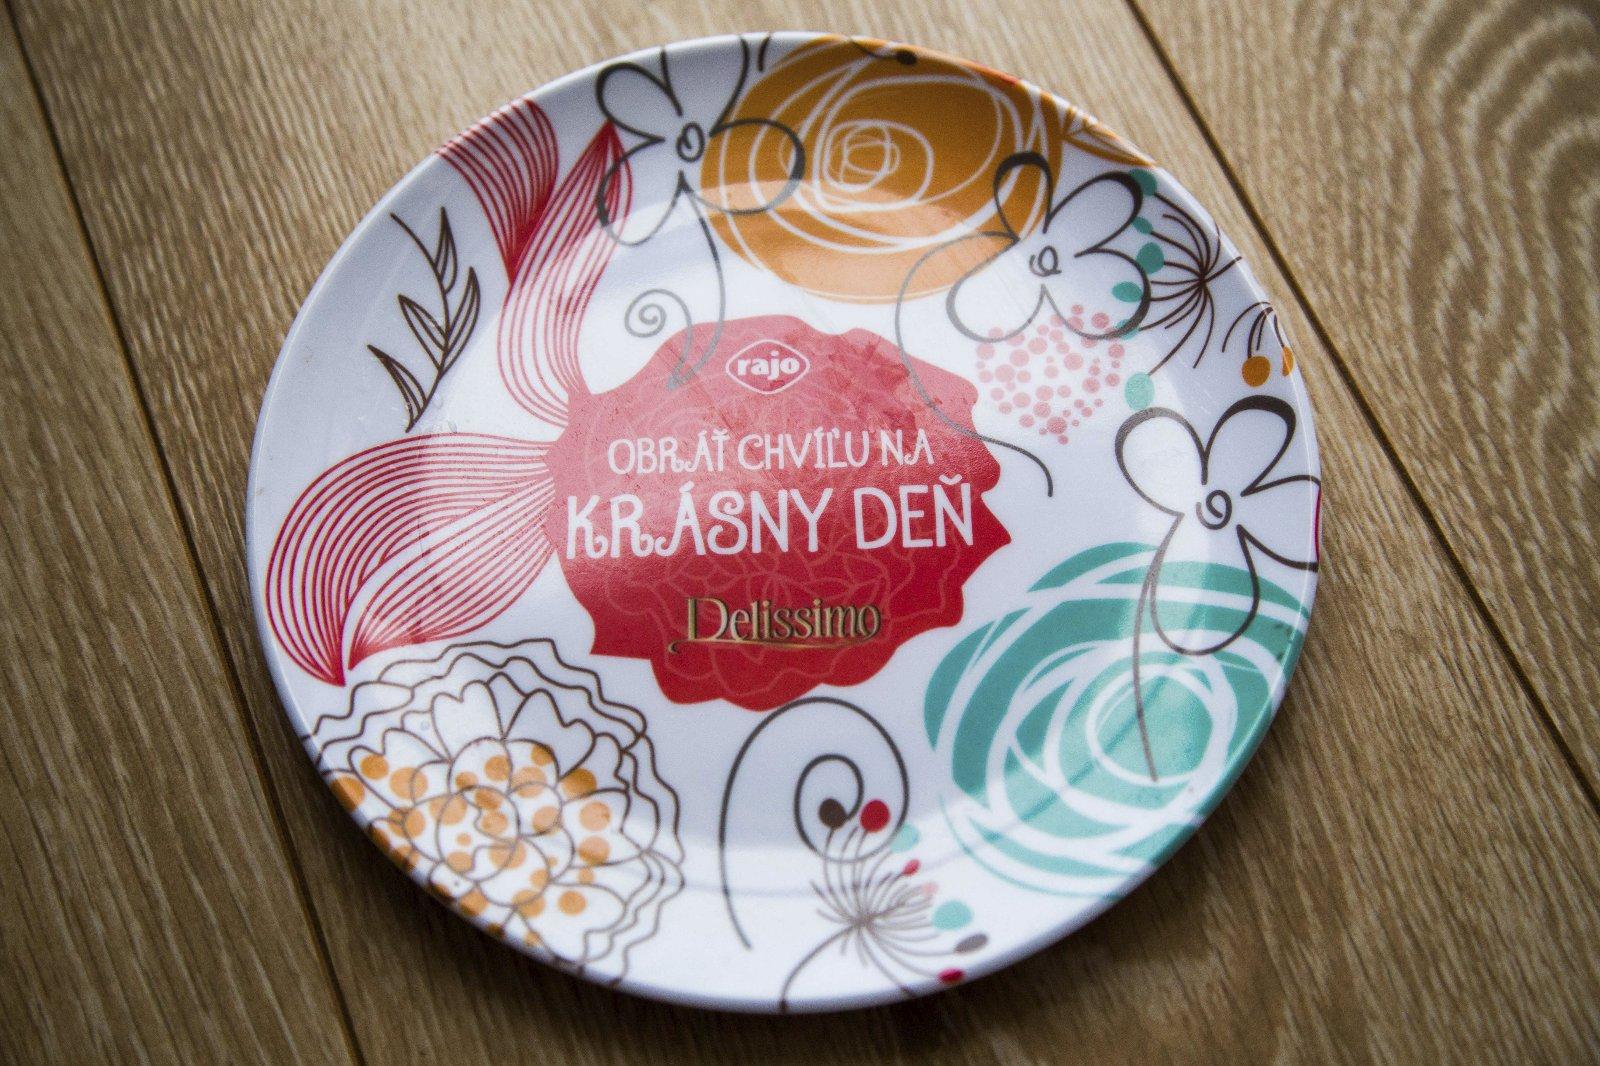 rajo
OBRÁŤ CHVÍĽU NA
KRÁSNY DEŇ
Delissimo